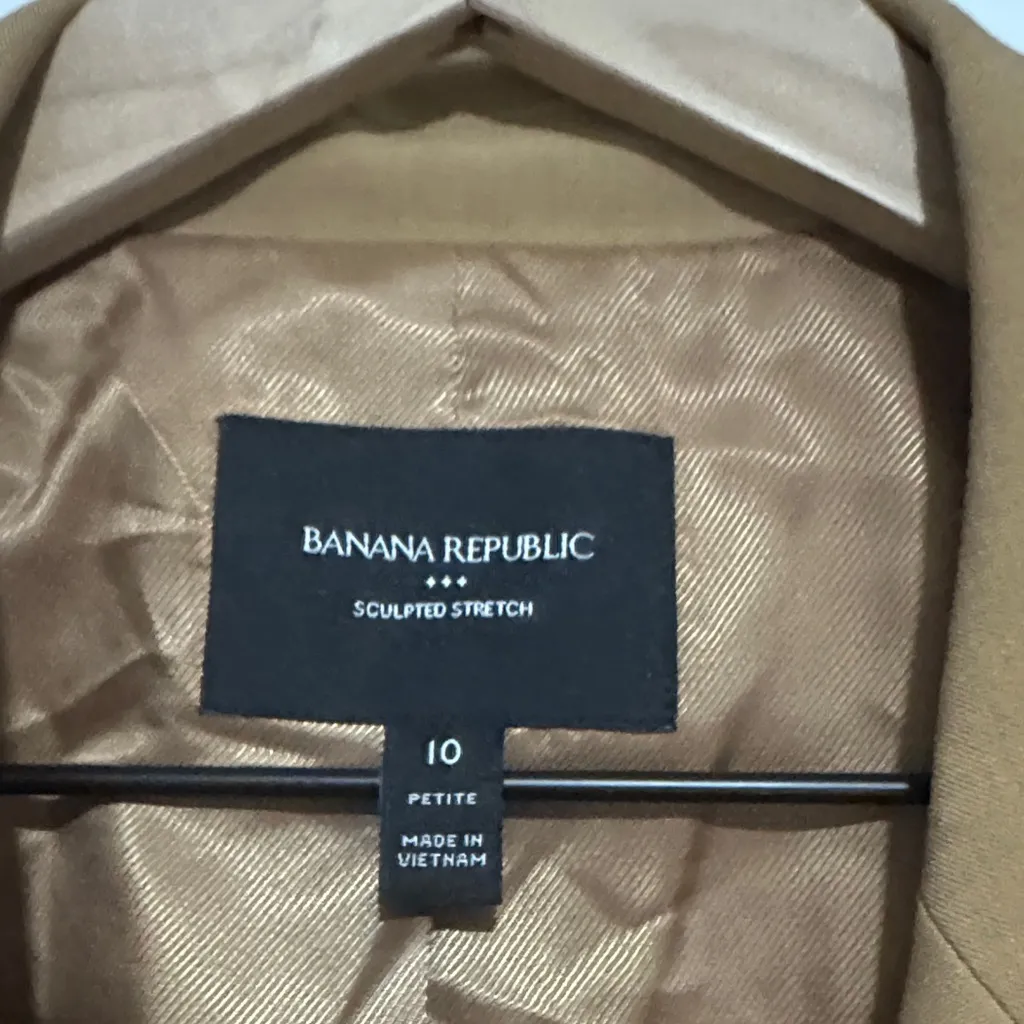 BANANA REPUBLIC
SCULPTED STRETCH
10
PETITE
MADE IN
VIETNAM